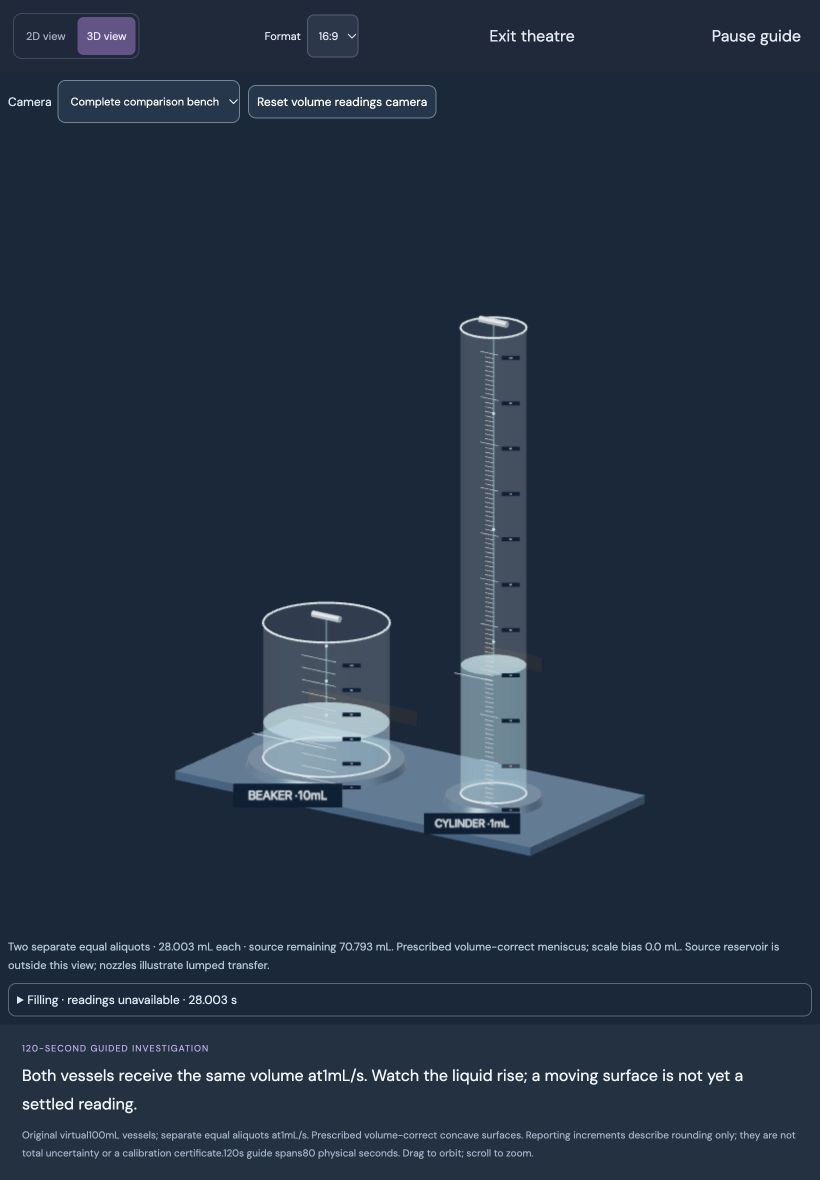 2D view
3D view
Format
16:9
Exit theatre
Pause guide
Camera
Complete comparison bench
Reset volume readings camera
BEAKER ·10mL
CYLINDER ·1mL
Two separate equal aliquots · 28.003 mL each · source remaining 70.793 mL. Prescribed volume-correct meniscus; scale bias 0.0 mL. Source reservoir is
outside this view; nozzles illustrate lumped transfer.
Filling · readings unavailable · 28.003 s
120-SECOND GUIDED INVESTIGATION
Both vessels receive the same volume at1mL/s. Watch the liquid rise; a moving surface is not yet a
settled reading.
Original virtual100mL vessels; separate equal aliquots at1mL/s. Prescribed volume-correct concave surfaces. Reporting increments describe rounding only; they are not
total uncertainty or a calibration certificate.120s guide spans80 physical seconds. Drag to orbit; scroll to zoom.